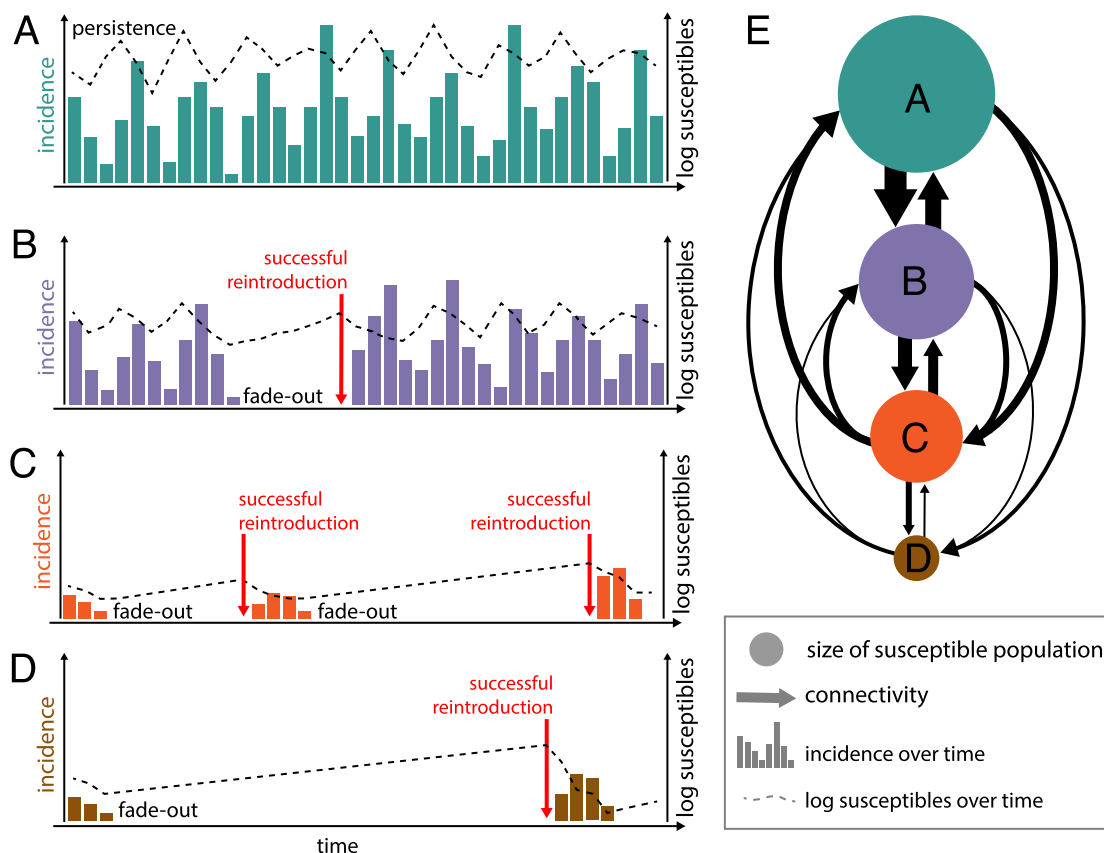 A
persistence
incidence
log susceptibles
B
successful
reintroduction
incidence
fade-out
log susceptibles
C
successful
reintroduction
successful
reintroduction
incidence
fade-out
fade-out
log susceptibles
D
successful
reintroduction
incidence
fade-out
log susceptibles
time
E
A
B
C
D
size of susceptible population
connectivity
incidence over time
log susceptibles over time